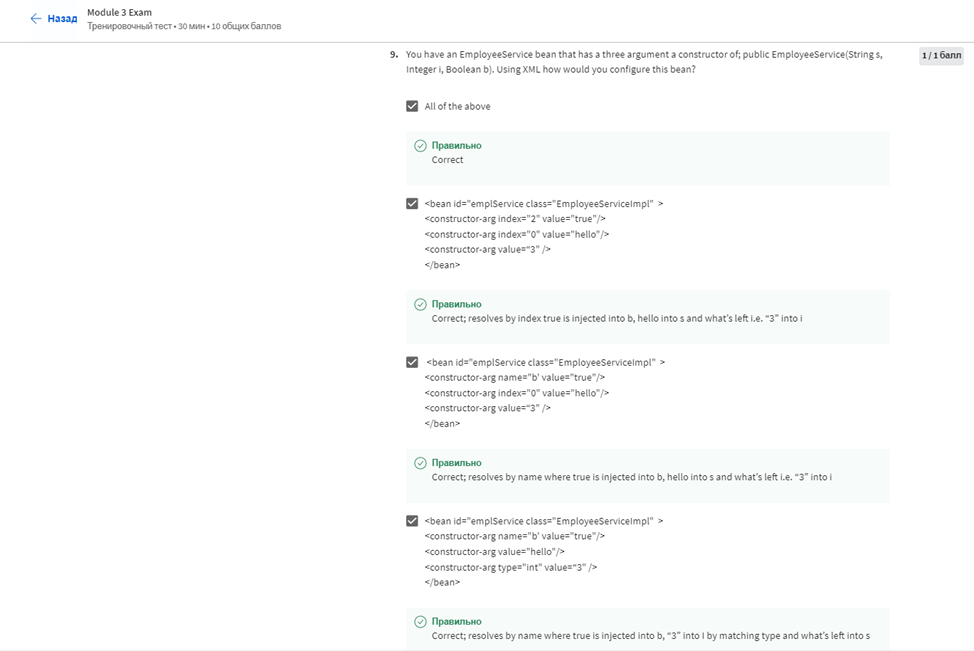 Назад
Module 3 Exam
Тренировочный тест • 30 мин • 10 общих баллов
9. You have an EmployeeService bean that has a three argument a constructor of; public EmployeeService(String s,
Integer i, Boolean b). Using XML how would you configure this bean?
1 / 1 балл
All of the above
Правильно
Correct
<bean id="emplService class="EmployeeServiceImpl"  >
<constructor-arg index="2" value="true"/>
<constructor-arg index="0" value="hello"/>
<constructor-arg value=“3” />
</bean>
Правильно
Correct; resolves by index true is injected into b, hello into s and what’s left i.e. “3” into i
<bean id="emplService class="EmployeeServiceImpl"  >
<constructor-arg name="b' value="true"/>
<constructor-arg index="0" value="hello"/>
<constructor-arg value=“3” />
</bean>
Правильно
Correct; resolves by name where true is injected into b, hello into s and what’s left i.e. “3” into i
<bean id="emplService class="EmployeeServiceImpl"  >
<constructor-arg name="b' value="true"/>
<constructor-arg value="hello"/>
<constructor-arg type="int" value=“3” />
</bean>
Правильно
Correct; resolves by name where true is injected into b, “3” into I by matching type and what’s left into s